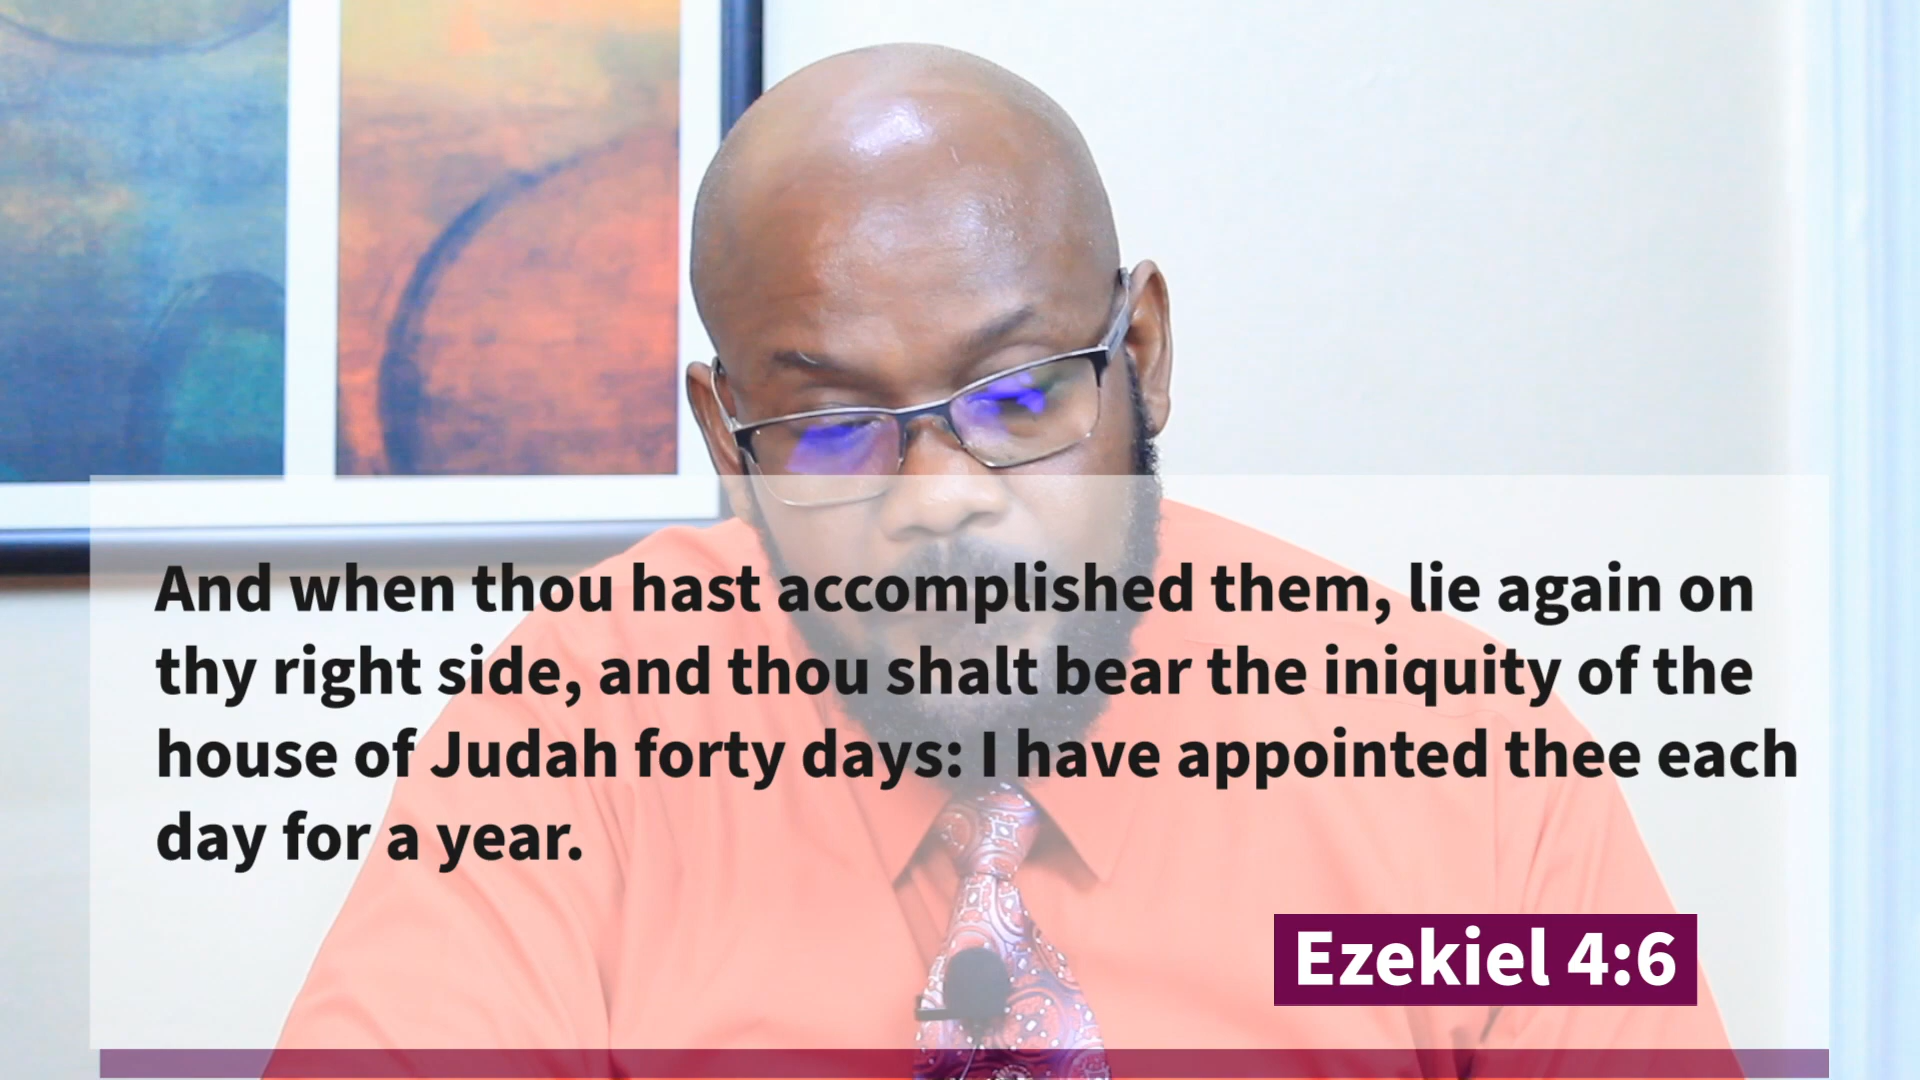 And when thou hast accomplished them, lie again on
thy right side, and thou shalt bear the iniquity of the
house of Judah forty days: I have appointed thee each
day for a year.
Ezekiel 4:6